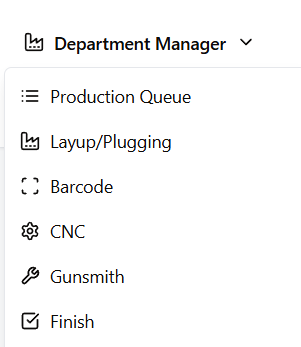 Department Manager
Production Queue
Layup/Plugging
Barcode
CNC
Gunsmith
Finish